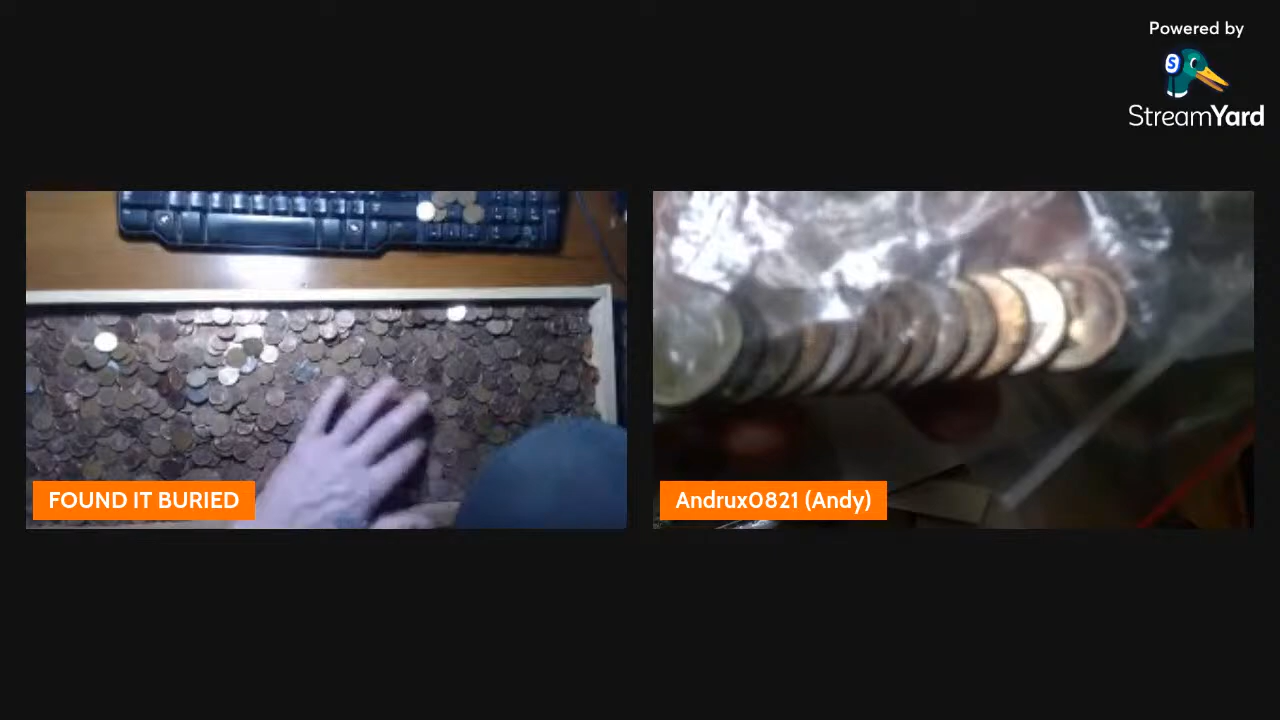 Powered by
S
StreamYard
FOUND IT BURIED
Andrux0821 (Andy)